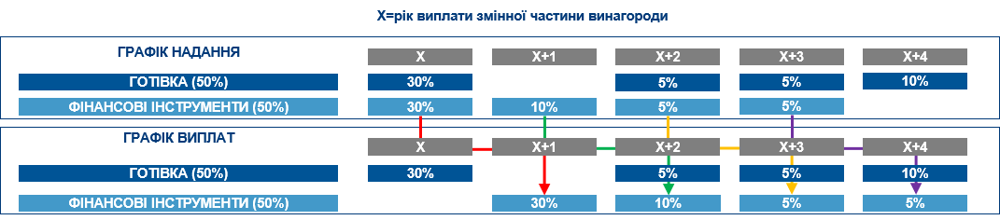 X=рік виплати змінної частини винагороди
ГРАФІК НАДАННЯ X X+1 X+2 X+3 X+4
ГОТІВКА (50%) 30% 5% 5% 10%
ФІНАНСОВІ ІНСТРУМЕНТИ (50%) 30% 10% 5% 5%
ГРАФІК ВИПЛАТ X X+1 X+2 X+3 X+4
ГОТІВКА (50%) 30% 5% 5% 10%
ФІНАНСОВІ ІНСТРУМЕНТИ (50%) 30% 10% 5% 5%